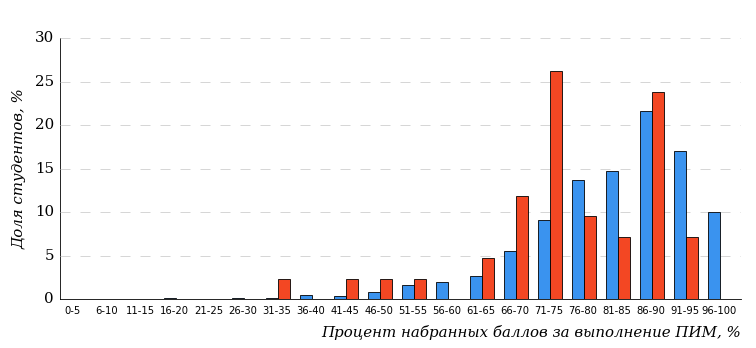 30
25
20
15
10
5
0
Доля студентов, %
0-5 6-10 11-15 16-20 21-25 26-30 31-35 36-40 41-45 46-50 51-55 56-60 61-65 66-70 71-75 76-80 81-85 86-90 91-95 96-100
Процент набранных баллов за выполнение ПИМ, %